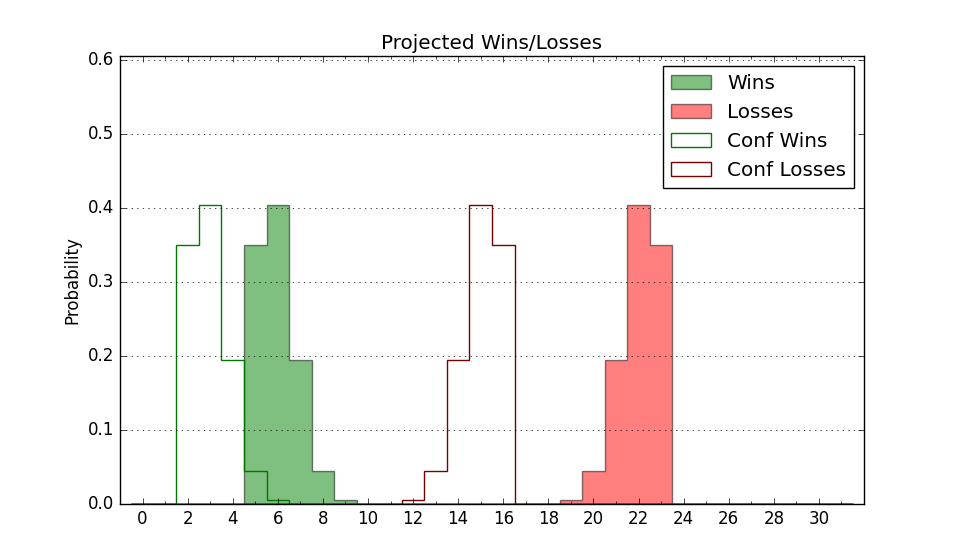 Projected Wins/Losses
0.6
0.5
0.4
0.3
0.2
0.1
0.0
Probability
Wins
Losses
Conf Wins
Conf Losses
0 2 4 6 8 10 12 14 16 18 20 22 24 26 28 30